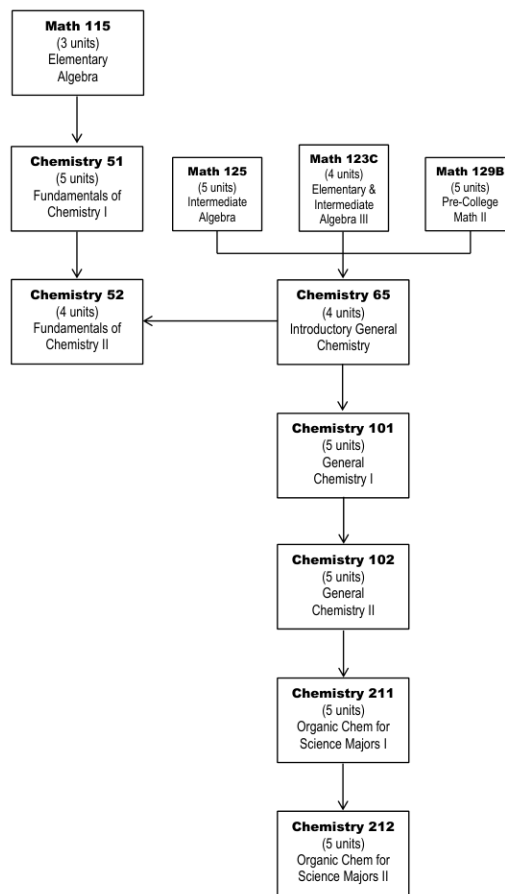 Math 115
(3 units)
Elementary
Algebra
Chemistry 51
(5 units)
Fundamentals of
Chemistry I
Math 125
(5 units)
Intermediate
Algebra
Math 123C
(4 units)
Elementary &
Intermediate
Algebra III
Math 129B
(5 units)
Pre-College
Math II
Chemistry 52
(4 units)
Fundamentals of
Chemistry II
Chemistry 65
(4 units)
Introductory General
Chemistry
Chemistry 101
(5 units)
General
Chemistry I
Chemistry 102
(5 units)
General
Chemistry II
Chemistry 211
(5 units)
Organic Chem for
Science Majors I
Chemistry 212
(5 units)
Organic Chem for
Science Majors II